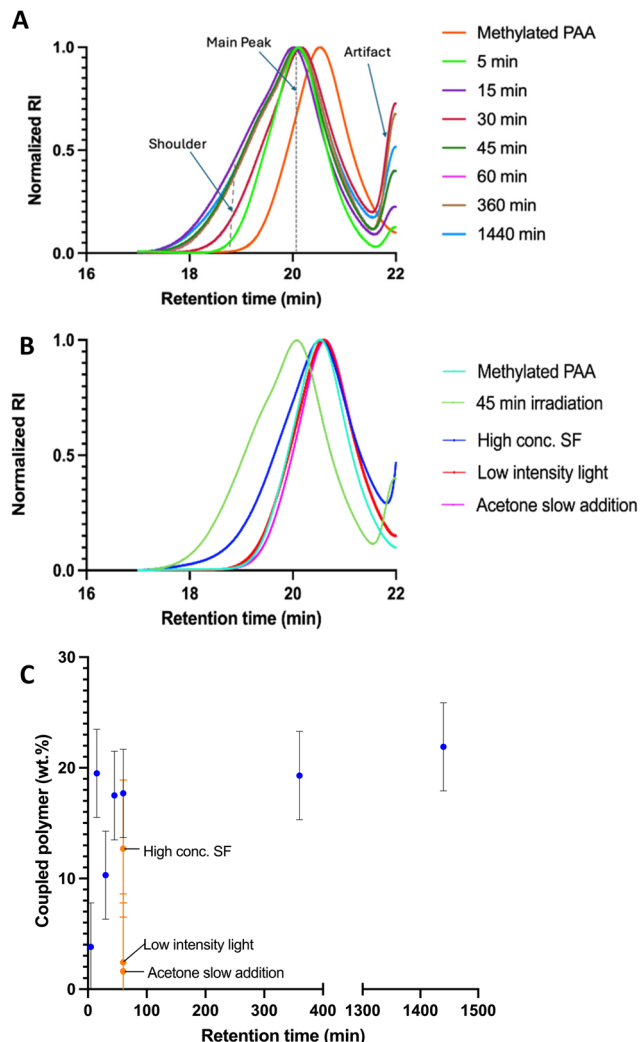 A
Normalized RI
1.0
0.5
0.0
16
18
20
22
Retention time (min)
Main Peak
Artifact
Shoulder
Methylated PAA
5 min
15 min
30 min
45 min
60 min
360 min
1440 min
B
Normalized RI
1.0
0.5
0.0
16
18
20
22
Retention time (min)
Methylated PAA
45 min irradiation
High conc. SF
Low intensity light
Acetone slow addition
C
Coupled polymer (wt.%)
30
20
10
0
High conc. SF
Low intensity light
Acetone slow addition
0 100 200 300 400 1300 1400 1500
Retention time (min)